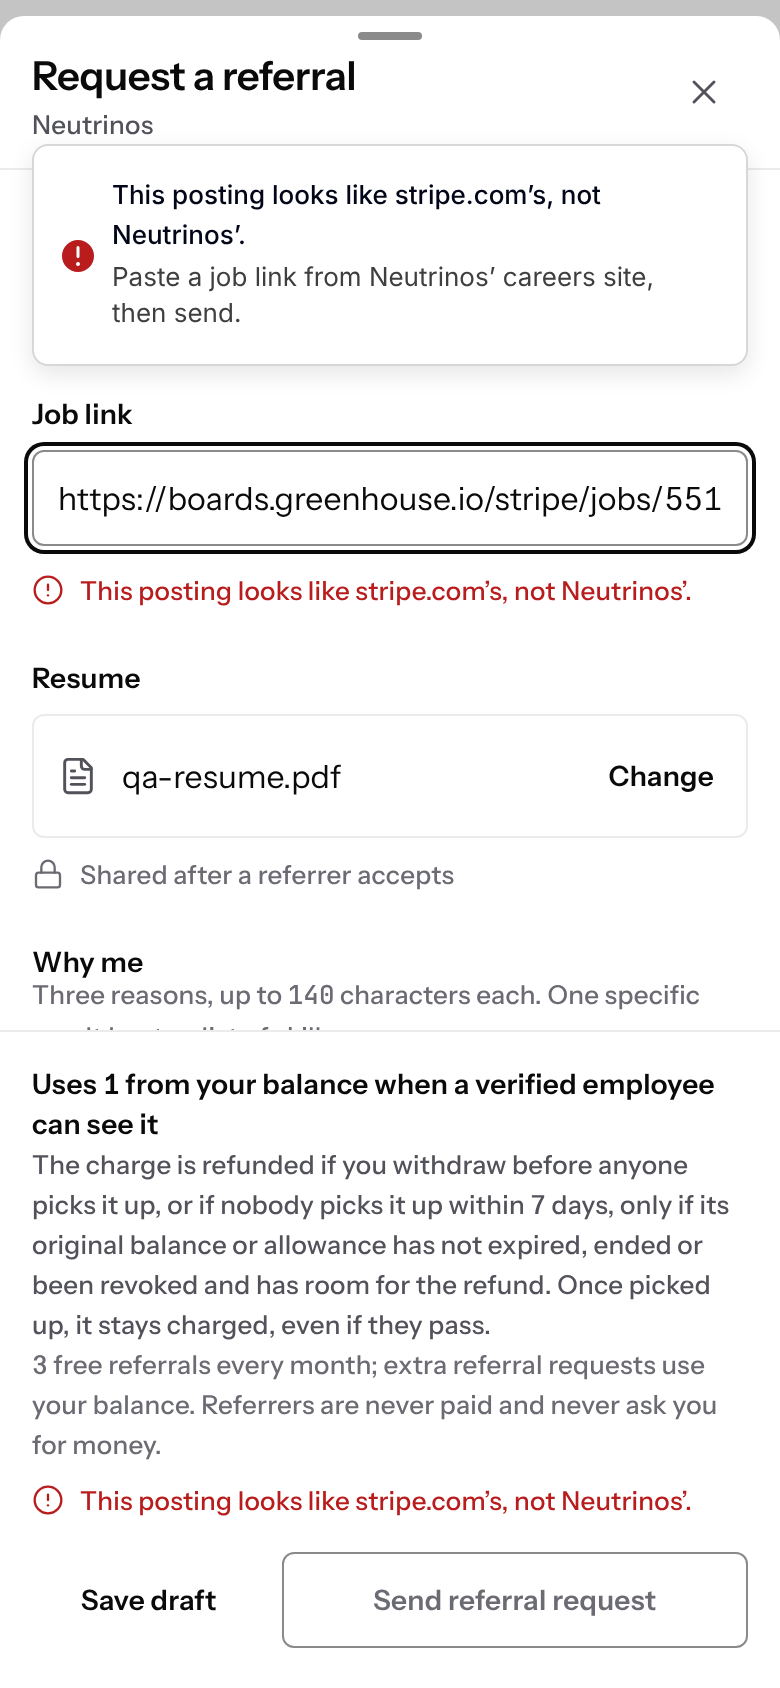 Request a referral
Neutrinos
This posting looks like stripe.com’s, not
Neutrinos’.
Paste a job link from Neutrinos’ careers site,
then send.
Job link
https://boards.greenhouse.io/stripe/jobs/551
This posting looks like stripe.com’s, not Neutrinos’.
Resume
qa-resume.pdf
Change
Shared after a referrer accepts
Why me
Three reasons, up to 140 characters each. One specific
Uses 1 from your balance when a verified employee
can see it
The charge is refunded if you withdraw before anyone
picks it up, or if nobody picks it up within 7 days, only if its
original balance or allowance has not expired, ended or
been revoked and has room for the refund. Once picked
up, it stays charged, even if they pass.
3 free referrals every month; extra referral requests use
your balance. Referrers are never paid and never ask you
for money.
This posting looks like stripe.com’s, not Neutrinos’.
Save draft
Send referral request